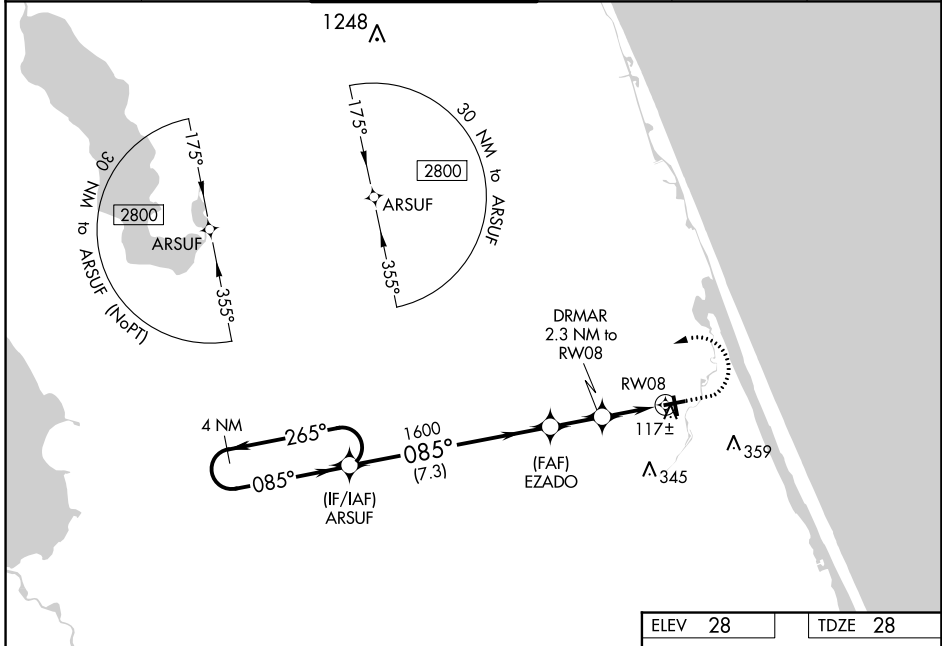 1248
175°
30 NM to ARSUF (NoPT)
2800
ARSUF
355°
175°
30 NM to ARSUF
2800
ARSUF
355°
DRMAR
2.3 NM to
RW08
RW08
117±
359
345
4 NM
265°
085°
1600
085°
(7.3)
(IF/IAF)
ARSUF
(FAF)
EZADO
ELEV 28
TDZE 28